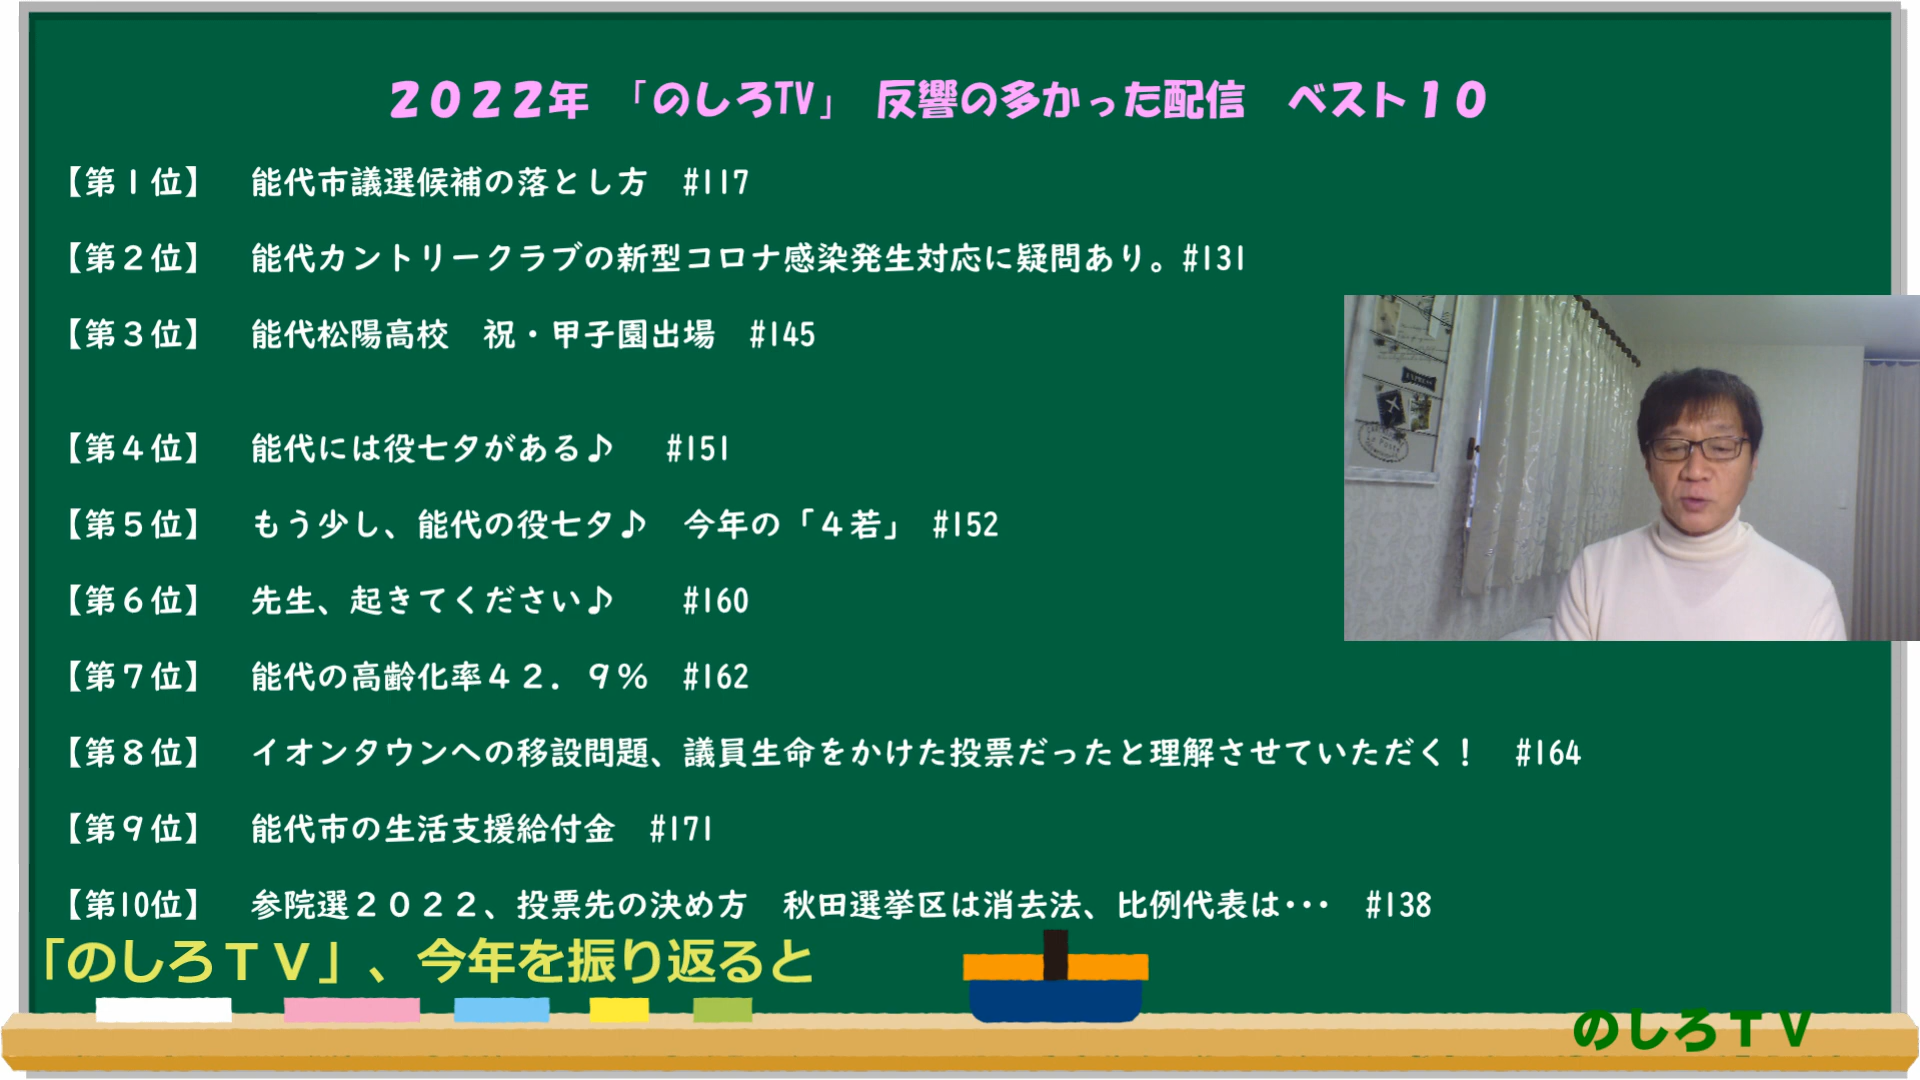 ２０２２年 「のしろTV」 反響の多かった配信　ベスト１０
【第１位】　能代市議選候補の落とし方　#117
【第２位】　能代カントリークラブの新型コロナ感染発生対応に疑問あり。#131
【第３位】　能代松陽高校　祝・甲子園出場　#145
【第４位】　能代には役七夕がある♪　#151
【第５位】　もう少し、能代の役七夕♪　今年の「４若」 #152
【第６位】　先生、起きてください♪　　#160
【第７位】　能代の高齢化率４２．９％　#162
【第８位】　イオンタウンへの移設問題、議員生命をかけた投票だったと理解させていただく！　#164
【第９位】　能代市の生活支援給付金　#171
【第10位】　参院選２０２２、投票先の決め方　秋田選挙区は消去法、比例代表は･･･　#138
「のしろＴＶ」、今年を振り返ると
のしろＴＶ